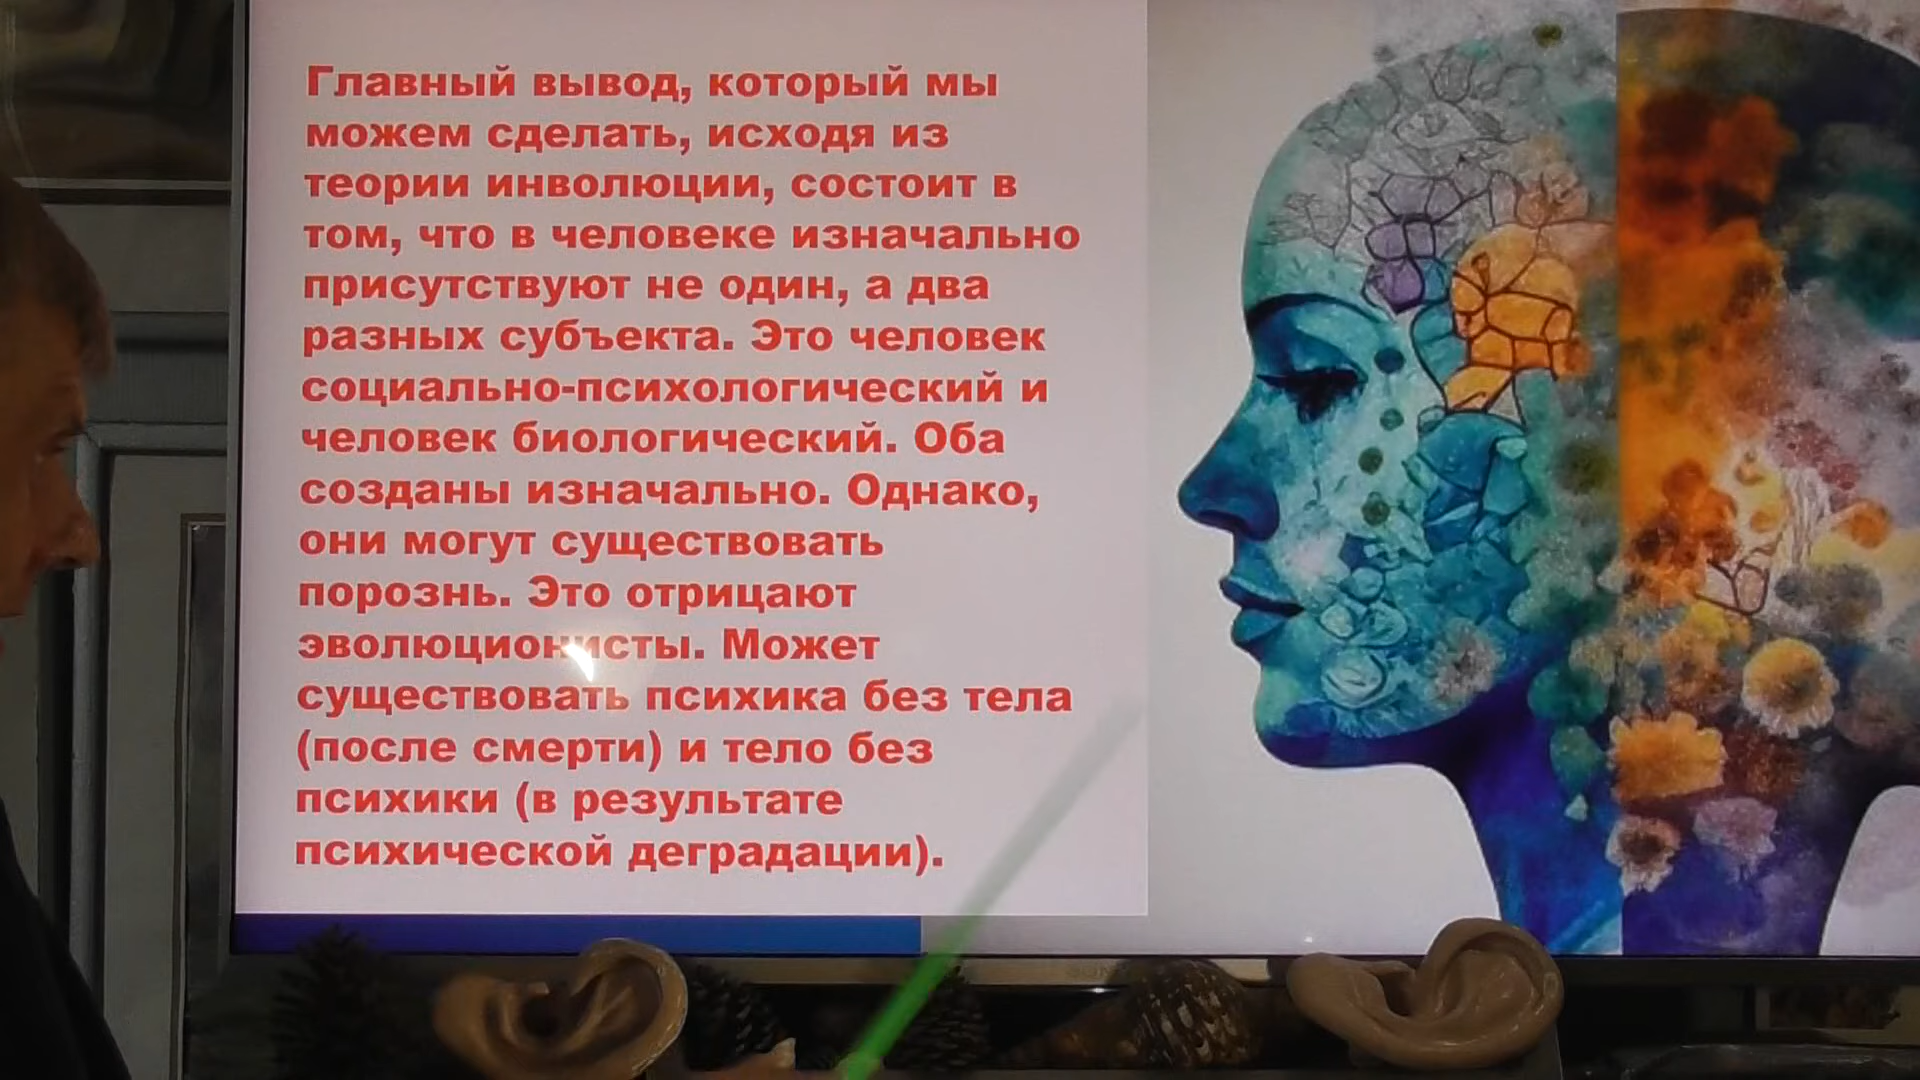 Главный вывод, который мы
можем сделать, исходя из
теории инволюции, состоит в
том, что в человеке изначально
присутствуют не один, а два
разных субъекта. Это человек
социально-психологический и
человек биологический. Оба
созданы изначально. Однако,
они могут существовать
порознь. Это отрицают
эволюционисты. Может
существовать психика без тела
(после смерти) и тело без
психики (в результате
психической деградации).